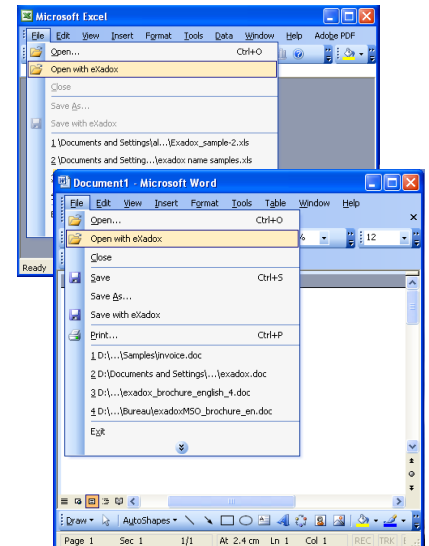 Microsoft Excel
File Edit View Insert Format Tools Data Window Help Adobe PDF
Open... Ctrl+O
Open with eXadox
Close
Save As...
Save with eXadox
1 \Documents and Settings\al...\Exadox_sample-2.xls
2 \Documents and Setting...\exadox name samples.xls
Ready
Document1 - Microsoft Word
File Edit View Insert Format Tools Table Window Help
Open... Ctrl+O
Open with eXadox
% 12
Close
Save Ctrl+S
Save As...
Save with eXadox
Print... Ctrl+P
1 D:\...\Samples\invoice.doc
2 D:\Documents and Settings\...\exadox.doc
3 D:\...\exadox_brochure_english_4.doc
4 D:\...\Bureau\exadoxMSO_brochure_en.doc
Exit
Draw AutoShapes
Page 1 Sec 1 1/1 At 2.4 cm Ln 1 Col 1 REC TRK